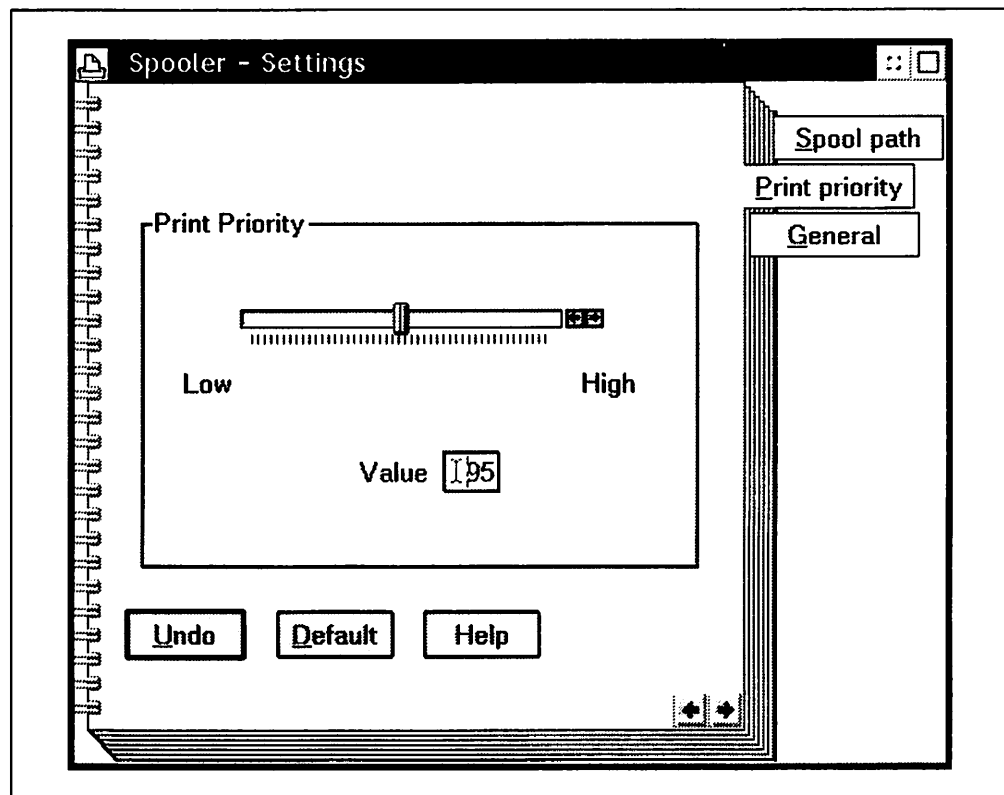 Spooler - Settings
Spool path
Print priority
General
Print Priority
Low
High
Value 95
Undo
Default
Help